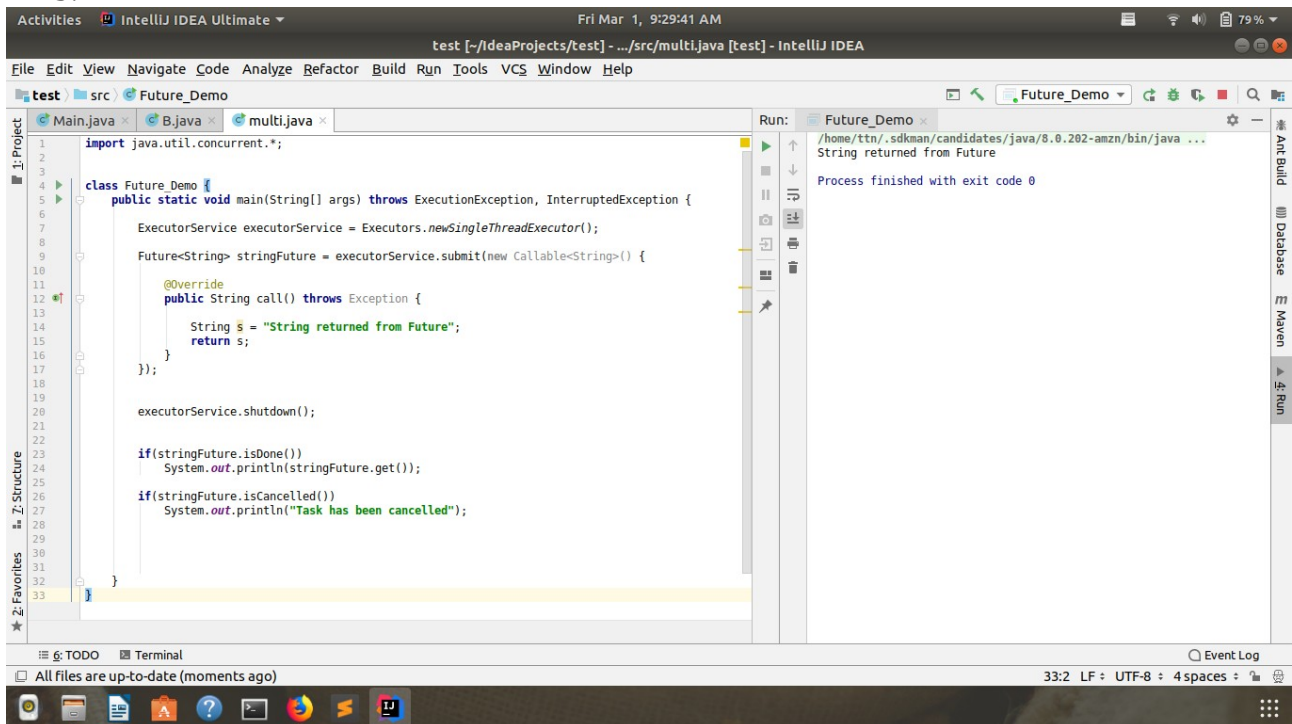 Activities IntelliJ IDEA Ultimate Fri Mar 1, 9:29:41 AM 79 %
test [~/IdeaProjects/test] - .../src/multi.java [test] - IntelliJ IDEA
File Edit View Navigate Code Analyze Refactor Build Run Tools VCS Window Help
test src Future_Demo Future_Demo
Main.java B.java multi.java
Run: Future_Demo
1: Project
7: Structure
2: Favorites
1 import java.util.concurrent.*;
2
3
4 class Future_Demo {
5 public static void main(String[] args) throws ExecutionException, InterruptedException {
6
7 ExecutorService executorService = Executors.newSingleThreadExecutor();
8
9 Future<String> stringFuture = executorService.submit(new Callable<String>() {
10
11 @Override
12 public String call() throws Exception {
13
14 String s = "String returned from Future";
15 return s;
16 }
17 });
18
19
20 executorService.shutdown();
21
22
23 if(stringFuture.isDone())
24 System.out.println(stringFuture.get());
25
26 if(stringFuture.isCancelled())
27 System.out.println("Task has been cancelled");
28
29
30
31
32 }
33 }
/home/ttn/.sdkman/candidates/java/8.0.202-amzn/bin/java ...
String returned from Future
Process finished with exit code 0
Ant Build
Database
m Maven
4: Run
6: TODO Terminal Event Log
All files are up-to-date (moments ago) 33:2 LF UTF-8 4 spaces